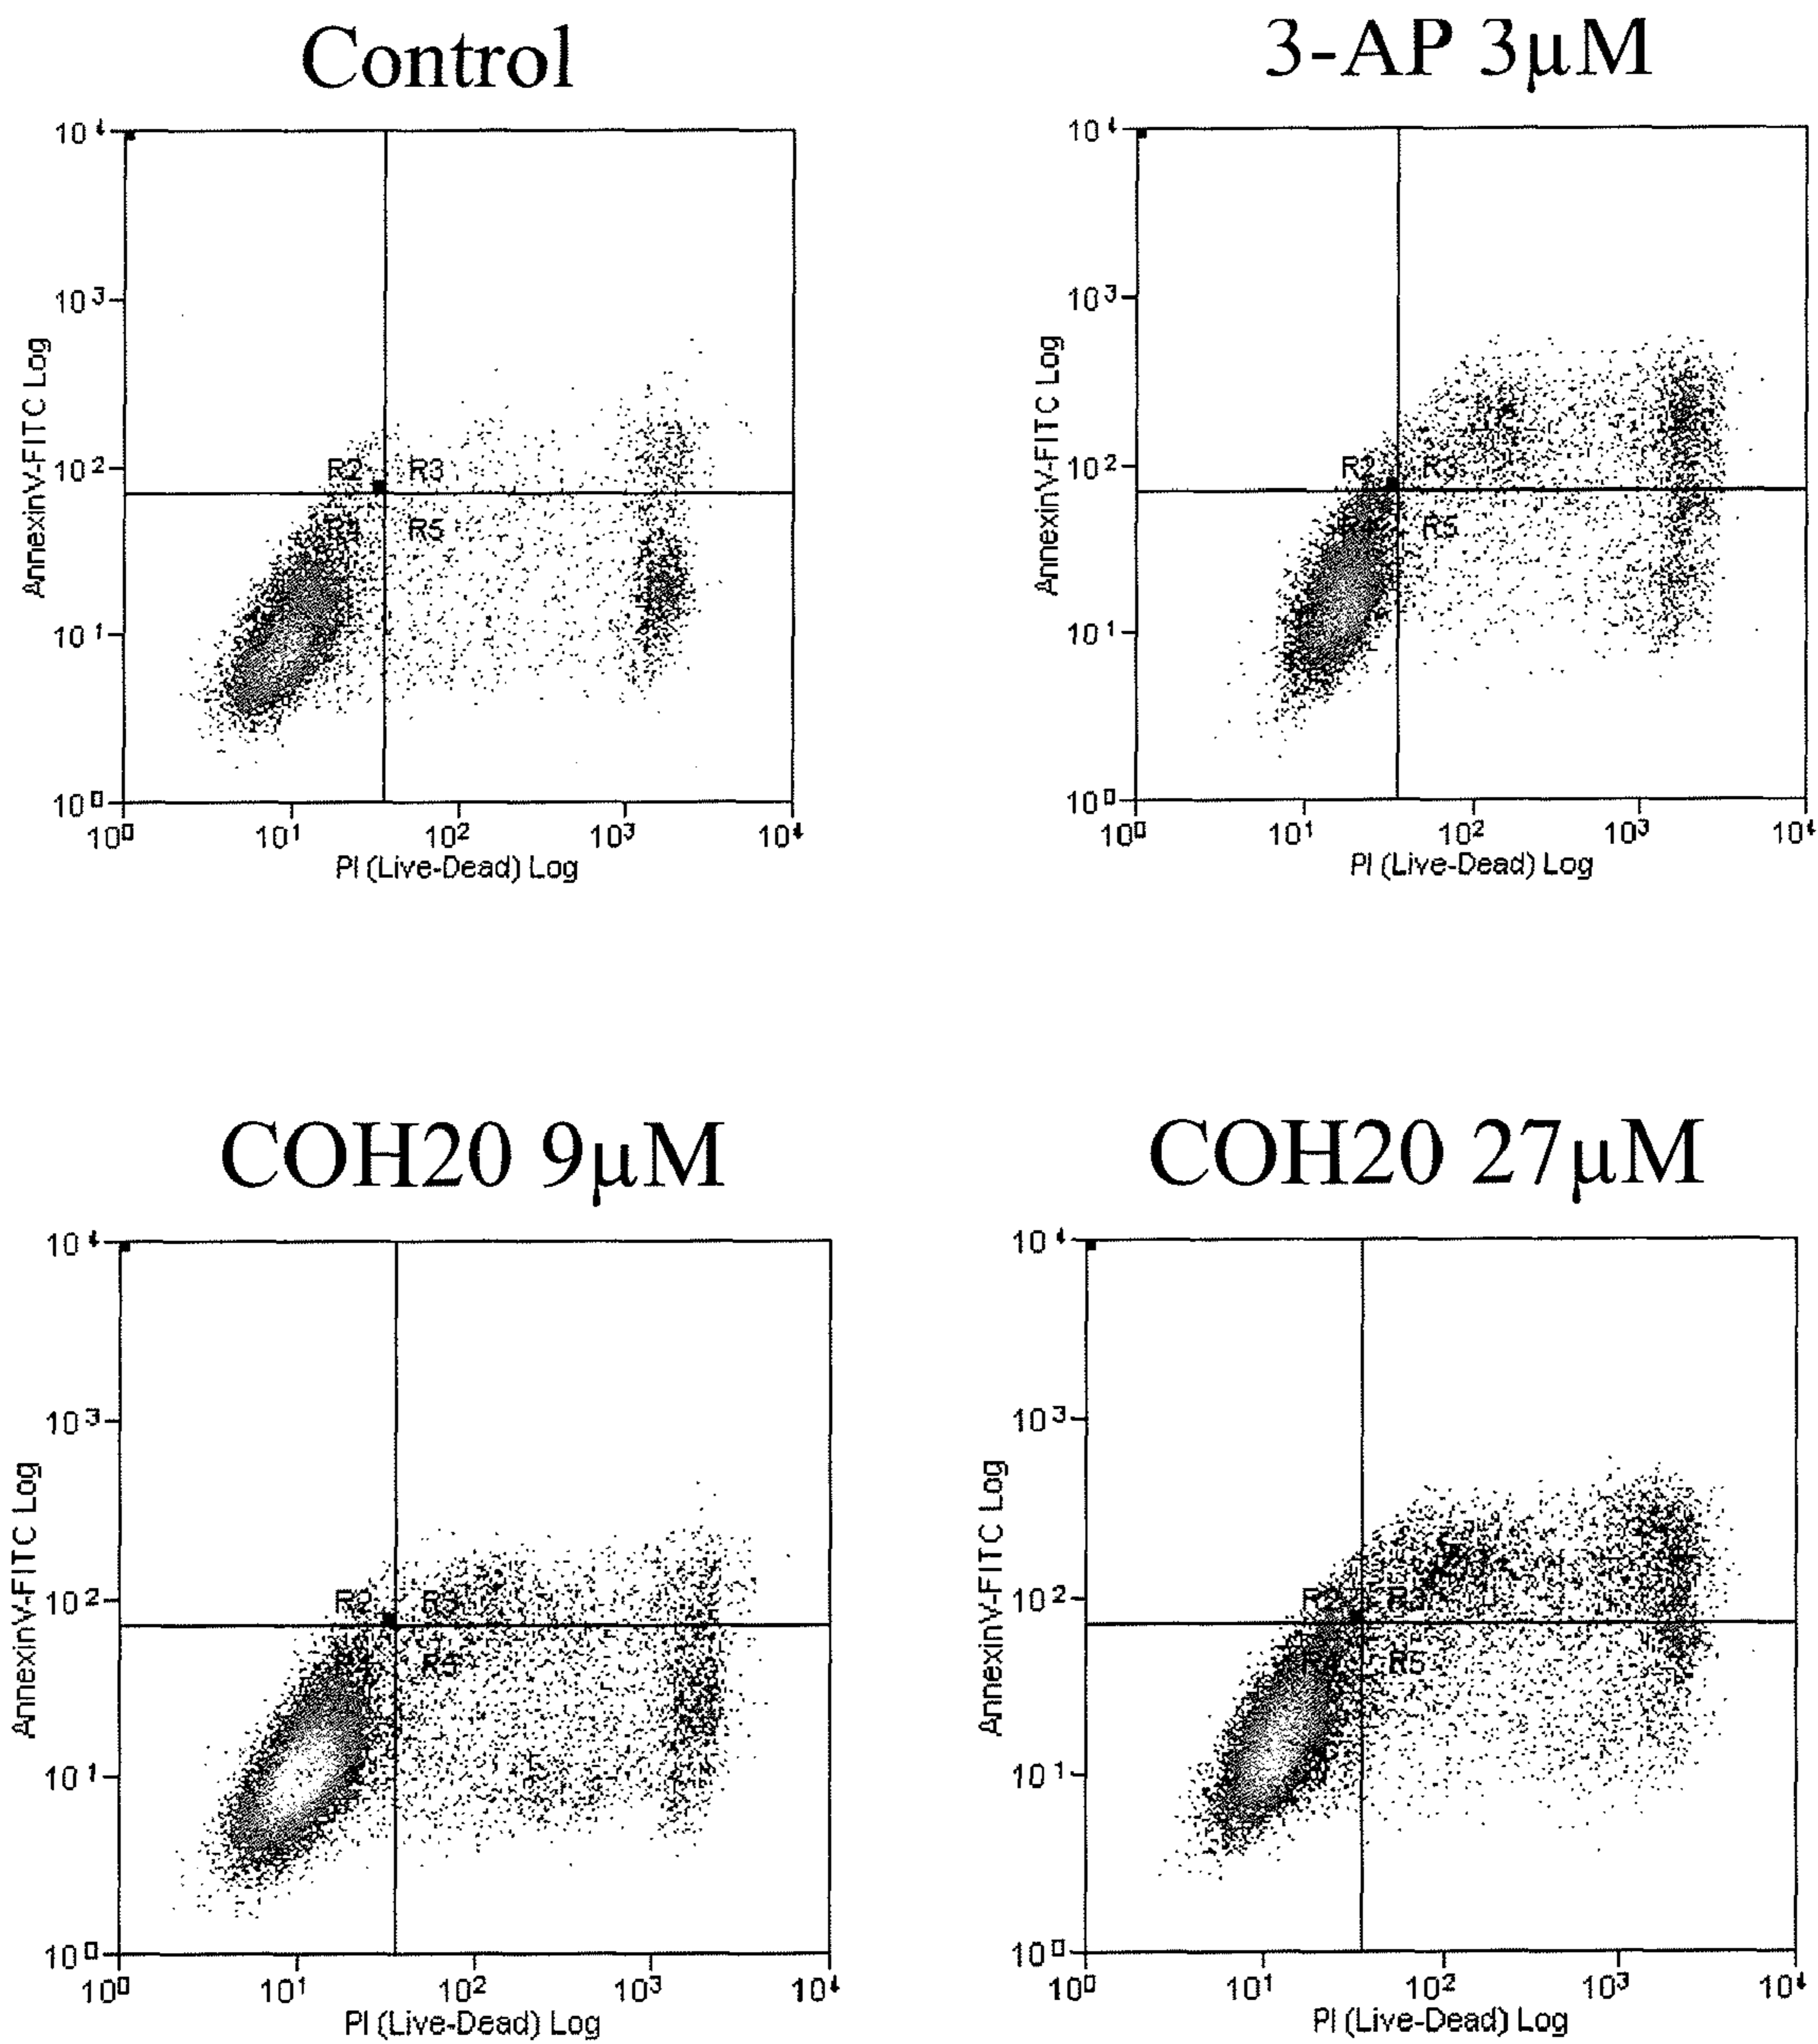 Control
10⁴
10³
10²
10¹
10⁰
AnnexinV-FITC Log
R2 R3
R4 R5
10⁰ 10¹ 10² 10³ 10⁴
PI (Live-Dead) Log
3-AP 3µM
10⁴
10³
10²
10¹
10⁰
AnnexinV-FITC Log
R2 R3
R4 R5
10⁰ 10¹ 10² 10³ 10⁴
PI (Live-Dead) Log
COH20 9µM
10⁴
10³
10²
10¹
10⁰
AnnexinV-FITC Log
R2 R3
10⁰ 10¹ 10² 10³ 10⁴
PI (Live-Dead) Log
COH20 27µM
10⁴
10³
10²
10¹
10⁰
AnnexinV-FITC Log
R2 R3
R4 R5
10⁰ 10¹ 10² 10³ 10⁴
PI (Live-Dead) Log